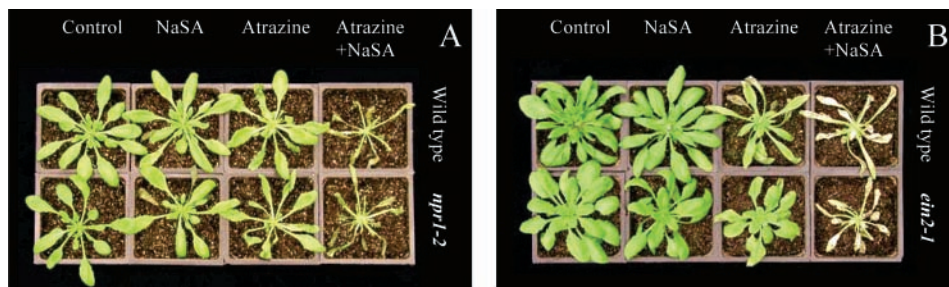 Control NaSA Atrazine Atrazine
+NaSA
A
Wild type
npr1-2
Control NaSA Atrazine Atrazine
+NaSA
B
Wild type
ein2-1